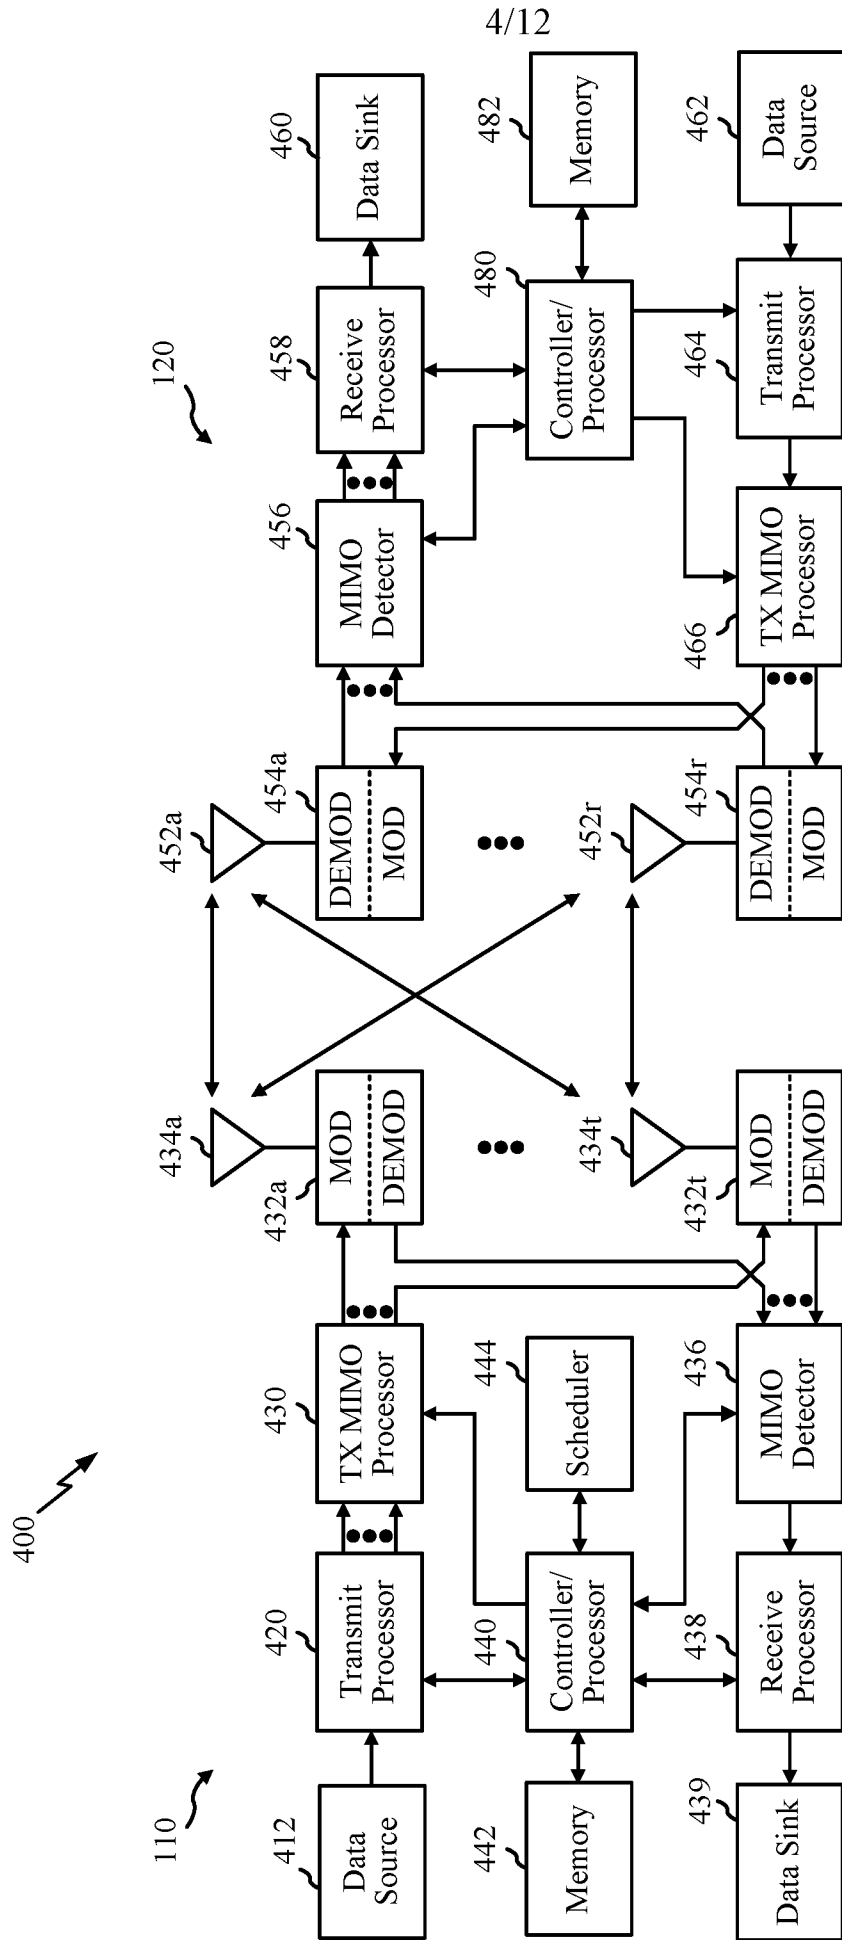 4/12
400
110
120
412
Data
Source
420
Transmit
Processor
430
TX MIMO
Processor
432a
MOD
DEMOD
434a
452a
454a
DEMOD
MOD
456
MIMO
Detector
458
Receive
Processor
460
Data Sink
442
Memory
440
Controller/
Processor
444
Scheduler
480
Controller/
Processor
482
Memory
439
Data Sink
438
Receive
Processor
436
MIMO
Detector
432t
MOD
DEMOD
434t
452r
454r
DEMOD
MOD
466
TX MIMO
Processor
464
Transmit
Processor
462
Data
Source